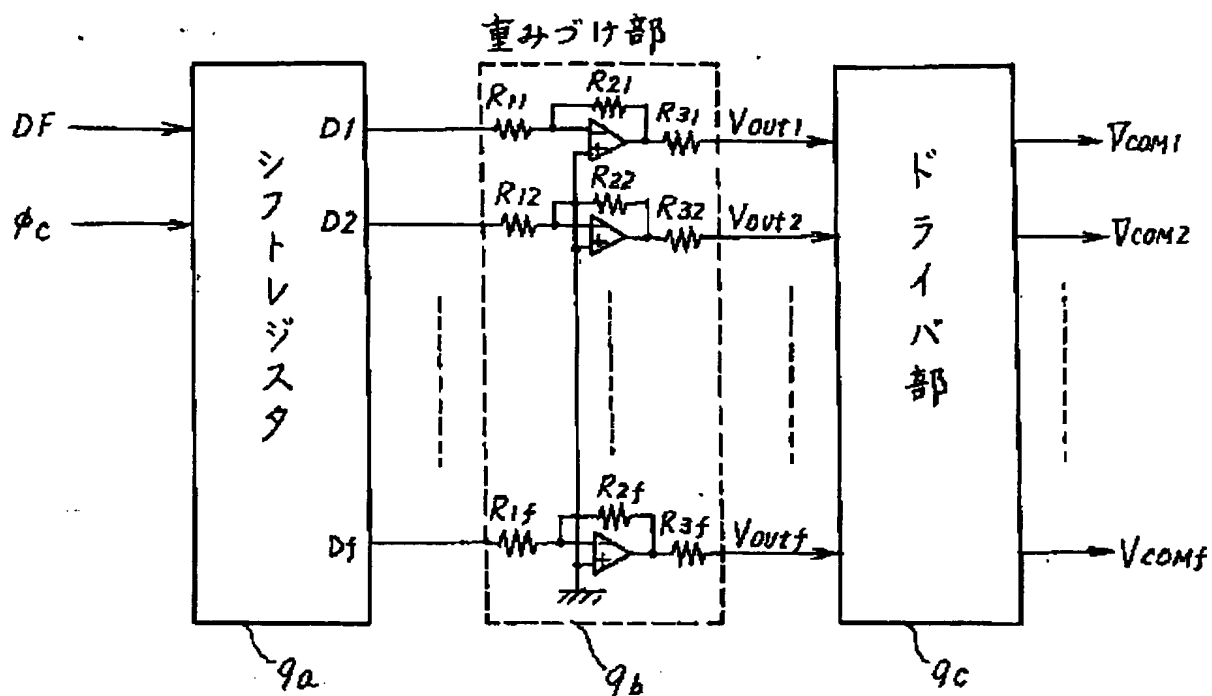 重みづけ部
DF
φc
シフトレジスタ
D1
D2
Df
R11
R21
R31
Vout1
R12
R22
R32
Vout2
R1f
R2f
R3f
Voutf
ドライバ部
VCOM1
VCOM2
VCOMf
9a
9b
9c